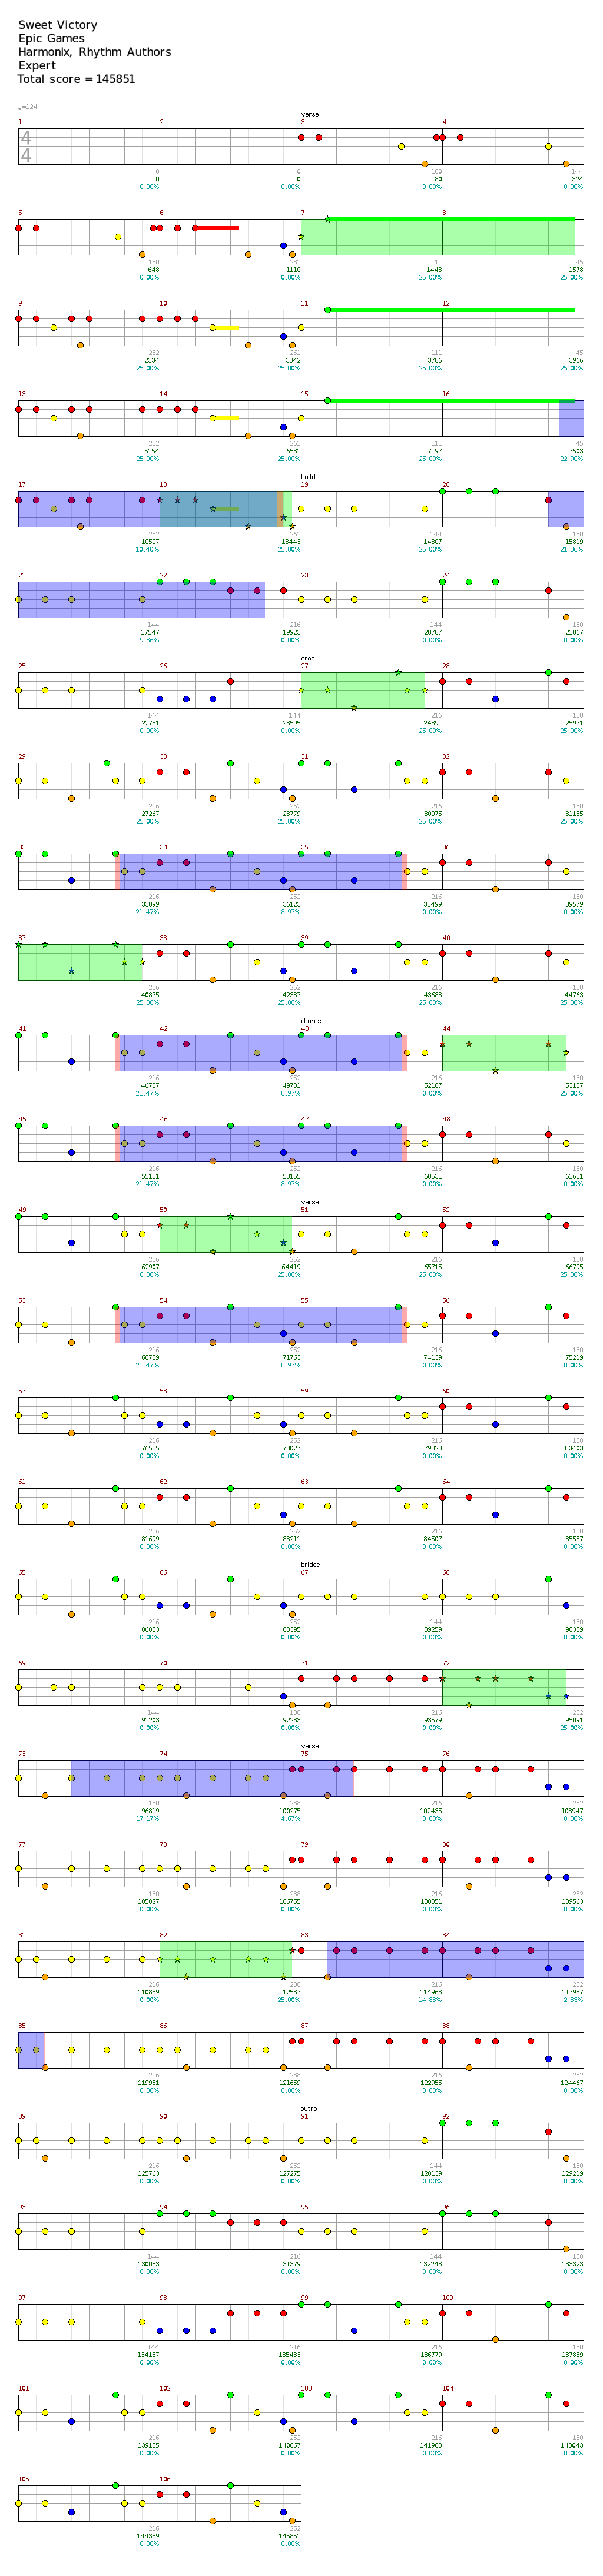 Sweet Victory
Epic Games
Harmonix, Rhythm Authors
Expert
Total score = 145851
♩=124
verse
1 2 3 4
4
4
0 0 180 144
0 0 180 324
0.00% 0.00% 0.00% 0.00%
5 6 7 8
180 231 111 45
648 1110 1443 1578
0.00% 0.00% 25.00% 25.00%
9 10 11 12
252 261 111 45
2334 3342 3786 3966
25.00% 25.00% 25.00% 25.00%
13 14 15 16
252 261 111 45
5154 6531 7197 7503
25.00% 25.00% 25.00% 22.90%
build
17 18 19 20
252 261 144 180
10527 13443 14307 15819
10.40% 25.00% 25.00% 21.86%
21 22 23 24
144 216 144 180
17547 19923 20787 21867
9.36% 0.00% 0.00% 0.00%
drop
25 26 27 28
144 144 216 180
22731 23595 24891 25971
0.00% 0.00% 25.00% 25.00%
29 30 31 32
216 252 216 180
27267 28779 30075 31155
25.00% 25.00% 25.00% 25.00%
33 34 35 36
216 252 216 180
33099 36123 38499 39579
21.47% 8.97% 0.00% 0.00%
37 38 39 40
216 252 216 180
40875 42387 43683 44763
25.00% 25.00% 25.00% 25.00%
chorus
41 42 43 44
216 252 216 180
46707 49731 52107 53187
21.47% 8.97% 0.00% 25.00%
45 46 47 48
216 252 216 180
55131 58155 60531 61611
21.47% 8.97% 0.00% 0.00%
verse
49 50 51 52
216 252 216 180
62907 64419 65715 66795
0.00% 25.00% 25.00% 25.00%
53 54 55 56
216 252 216 180
68739 71763 74139 75219
21.47% 8.97% 0.00% 0.00%
57 58 59 60
216 252 216 180
76515 78027 79323 80403
0.00% 0.00% 0.00% 0.00%
61 62 63 64
216 252 216 180
81699 83211 84507 85587
0.00% 0.00% 0.00% 0.00%
bridge
65 66 67 68
216 252 144 180
86883 88395 89259 90339
0.00% 0.00% 0.00% 0.00%
69 70 71 72
144 180 216 252
91203 92283 93579 95091
0.00% 0.00% 0.00% 25.00%
verse
73 74 75 76
180 288 216 252
96819 100275 102435 103947
17.17% 4.67% 0.00% 0.00%
77 78 79 80
180 288 216 252
105027 106755 108051 109563
0.00% 0.00% 0.00% 0.00%
81 82 83 84
216 288 216 252
110859 112587 114963 117987
0.00% 25.00% 14.83% 2.33%
85 86 87 88
216 288 216 252
119931 121659 122955 124467
0.00% 0.00% 0.00% 0.00%
outro
89 90 91 92
216 252 144 180
125763 127275 128139 129219
0.00% 0.00% 0.00% 0.00%
93 94 95 96
144 216 144 180
130083 131379 132243 133323
0.00% 0.00% 0.00% 0.00%
97 98 99 100
144 216 216 180
134187 135483 136779 137859
0.00% 0.00% 0.00% 0.00%
101 102 103 104
216 252 216 180
139155 140667 141963 143043
0.00% 0.00% 0.00% 0.00%
105 106
216 252
144339 145851
0.00% 0.00%